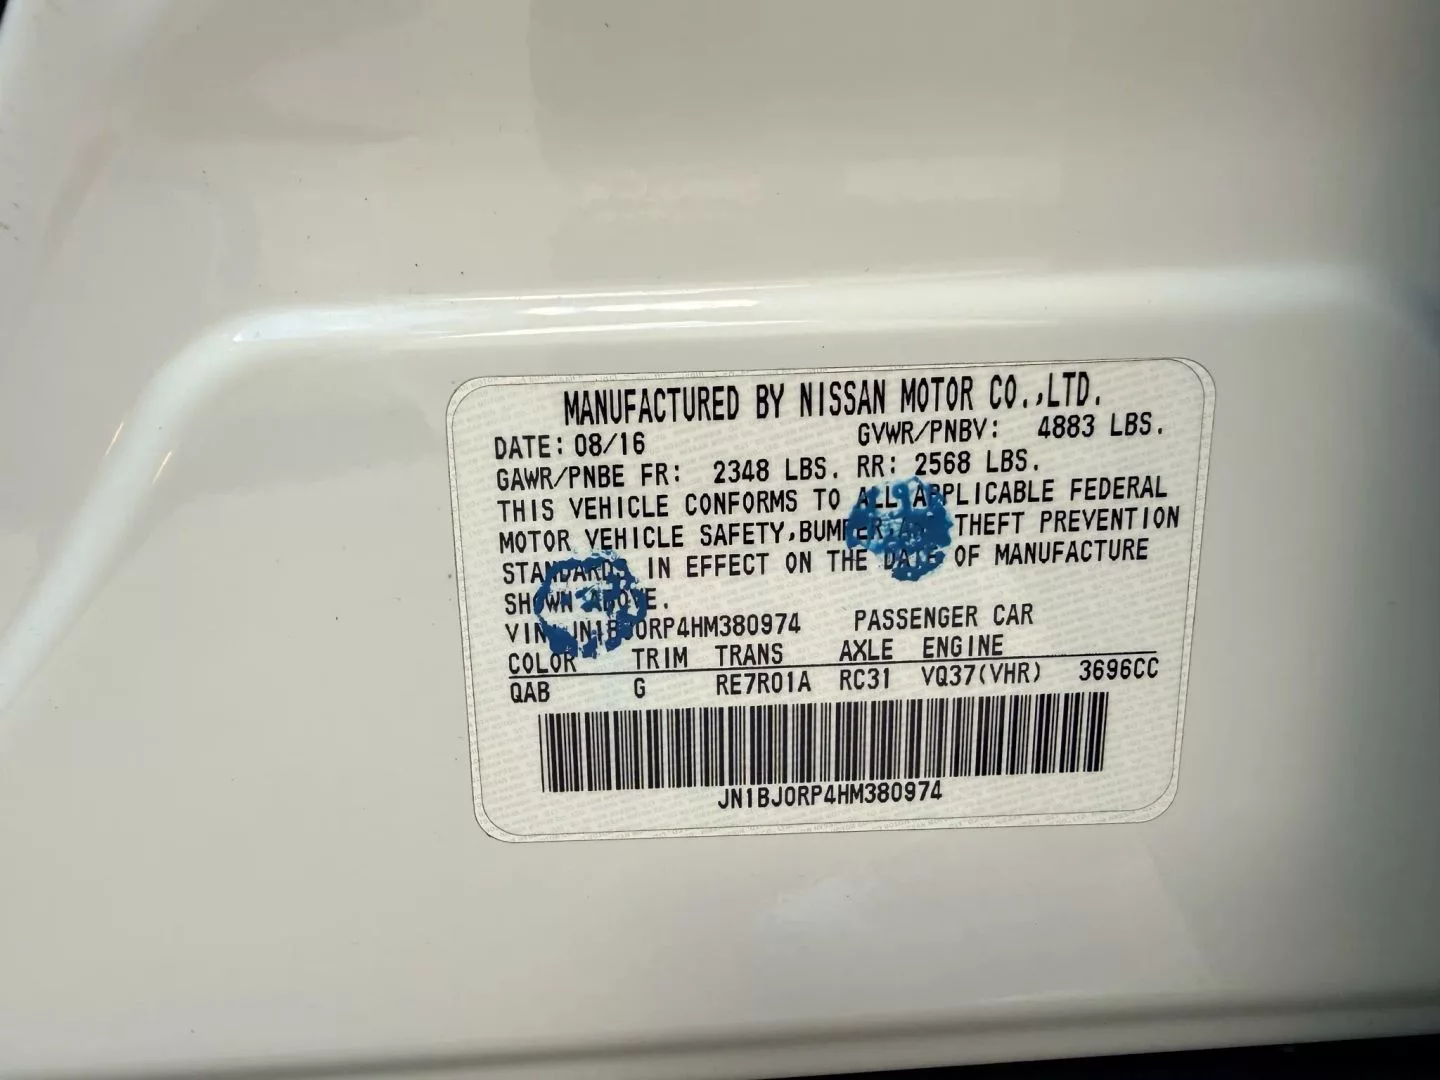 MANUFACTURED BY NISSAN MOTOR CO.,LTD.
DATE: 08/16 GVWR/PNBV: 4883 LBS.
GAWR/PNBE FR: 2348 LBS. RR: 2568 LBS.
THIS VEHICLE CONFORMS TO ALL APPLICABLE FEDERAL
MOTOR VEHICLE SAFETY,BUMPER,AND THEFT PREVENTION
STANDARDS IN EFFECT ON THE DATE OF MANUFACTURE
SHOWN ABOVE.
VIN: JN1BJ0RP4HM380974 PASSENGER CAR
COLOR TRIM TRANS AXLE ENGINE
QAB G RE7R01A RC31 VQ37(VHR) 3696CC
JN1BJ0RP4HM380974